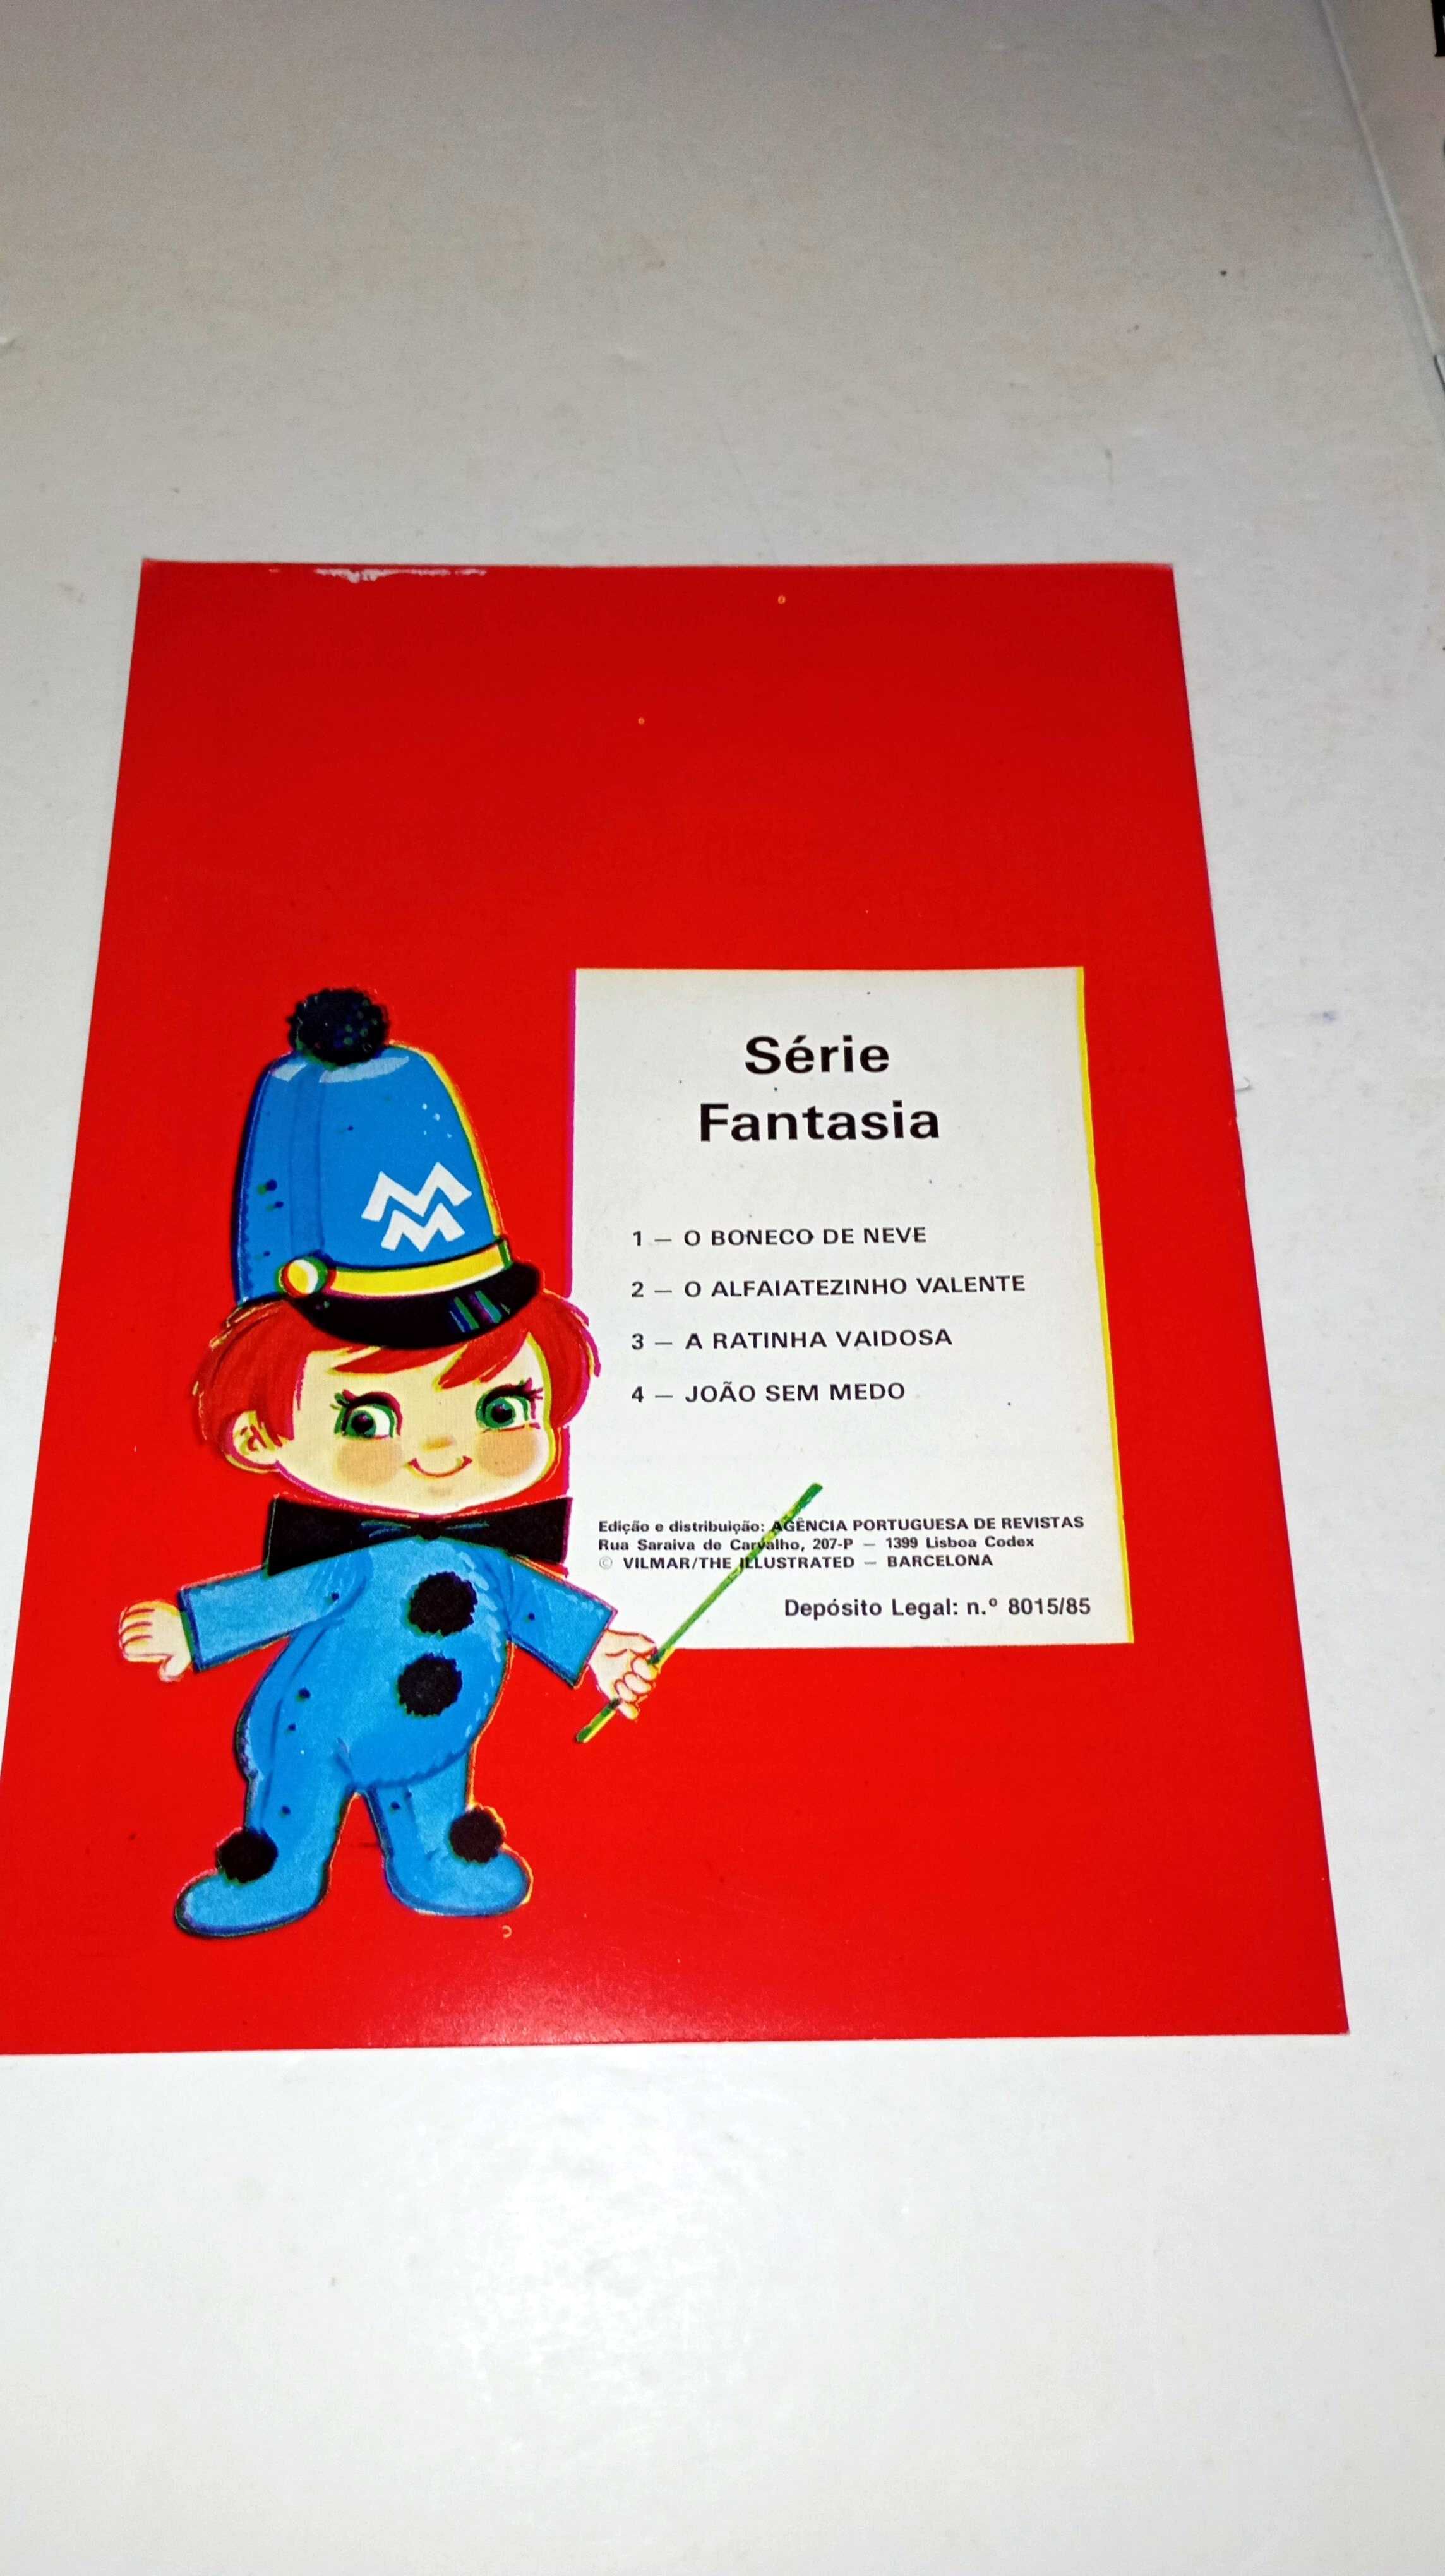 Série
Fantasia
1 — O BONECO DE NEVE
2 — O ALFAIATEZINHO VALENTE
3 — A RATINHA VAIDOSA
4 — JOÃO SEM MEDO
Edição e distribuição: AGÊNCIA PORTUGUESA DE REVISTAS
Rua Saraiva de Carvalho, 207-P — 1399 Lisboa Codex
© VILMAR/THE ILLUSTRATED — BARCELONA
Depósito Legal: n.º 8015/85